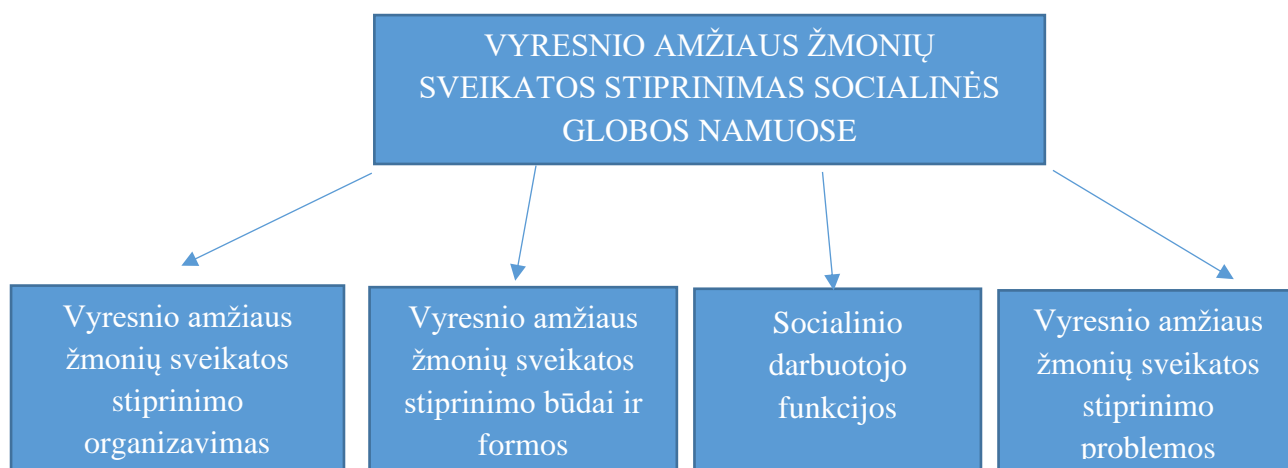 VYRESNIO AMŽIAUS ŽMONIŲ
SVEIKATOS STIPRINIMAS SOCIALINĖS
GLOBOS NAMUOSE
Vyresnio amžiaus
žmonių sveikatos
stiprinimo
organizavimas
Vyresnio amžiaus
žmonių sveikatos
stiprinimo būdai ir
formos
Socialinio
darbuotojo
funkcijos
Vyresnio amžiaus
žmonių sveikatos
stiprinimo
problemos